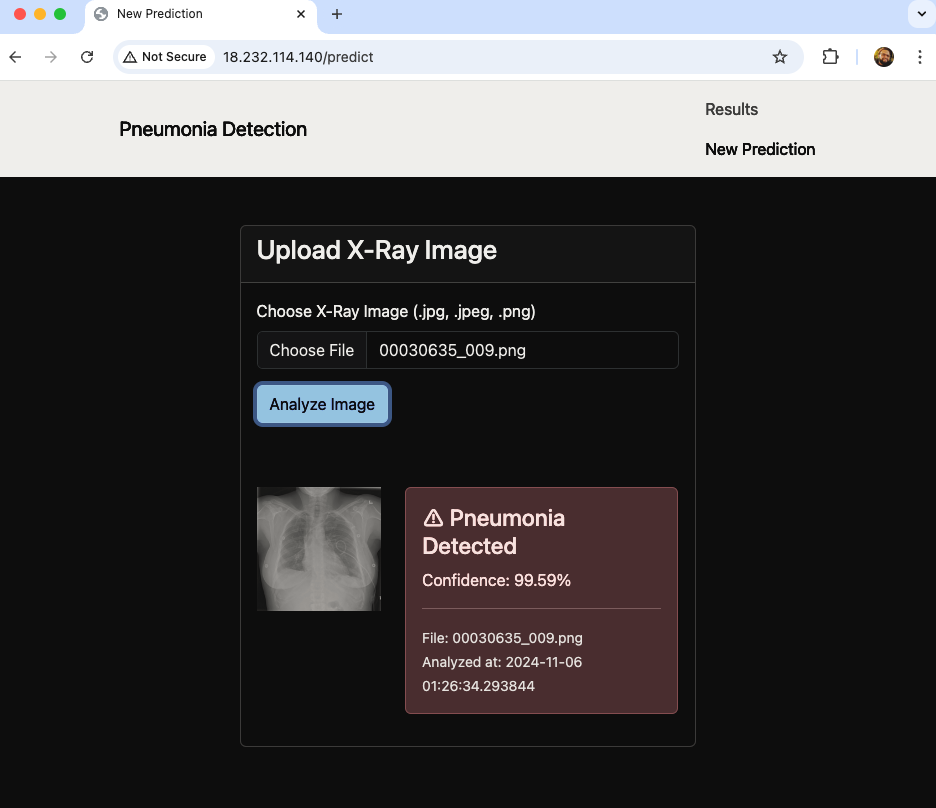 New Prediction
Not Secure
18.232.114.140/predict
Pneumonia Detection
Results
New Prediction
Upload X-Ray Image
Choose X-Ray Image (.jpg, .jpeg, .png)
Choose File
00030635_009.png
Analyze Image
Pneumonia
Detected
Confidence: 99.59%
File: 00030635_009.png
Analyzed at: 2024-11-06
01:26:34.293844